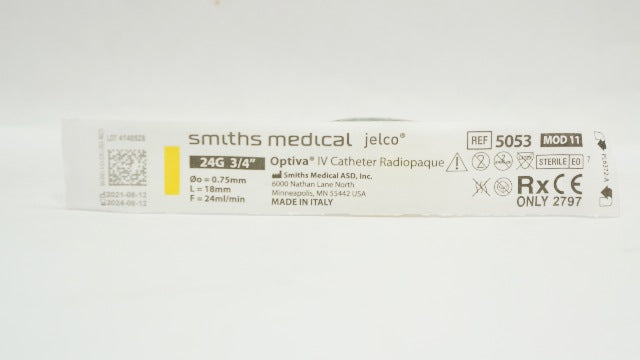 LOT 4140525
2021-06-12
2024-06-12
smiths medical jelco®
24G 3/4" Optiva® IV Catheter Radiopaque
Øo = 0.75mm
L = 18mm
F = 24ml/min
Smiths Medical ASD, Inc.
6000 Nathan Lane North
Minneapolis, MN 55442 USA
MADE IN ITALY
REF 5053 MOD 11
STERILE EO
Rx CE
ONLY 2797